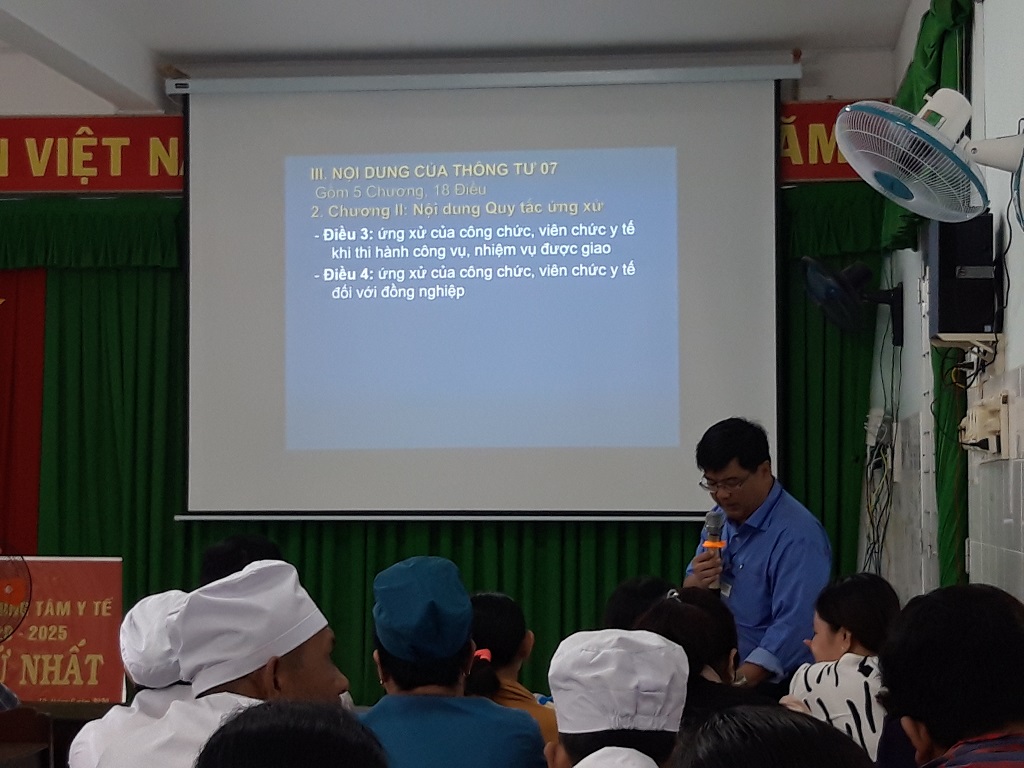 VIỆT NA
ĂM
III. NỘI DUNG CỦA THÔNG TƯ 07
Gồm 5 Chương, 18 Điều
2. Chương II: Nội dung Quy tắc ứng xử
- Điều 3: ứng xử của công chức, viên chức y tế
khi thi hành công vụ, nhiệm vụ được giao
- Điều 4: ứng xử của công chức, viên chức y tế
đối với đồng nghiệp
TÂM Y TẾ
- 2025
NHẤT